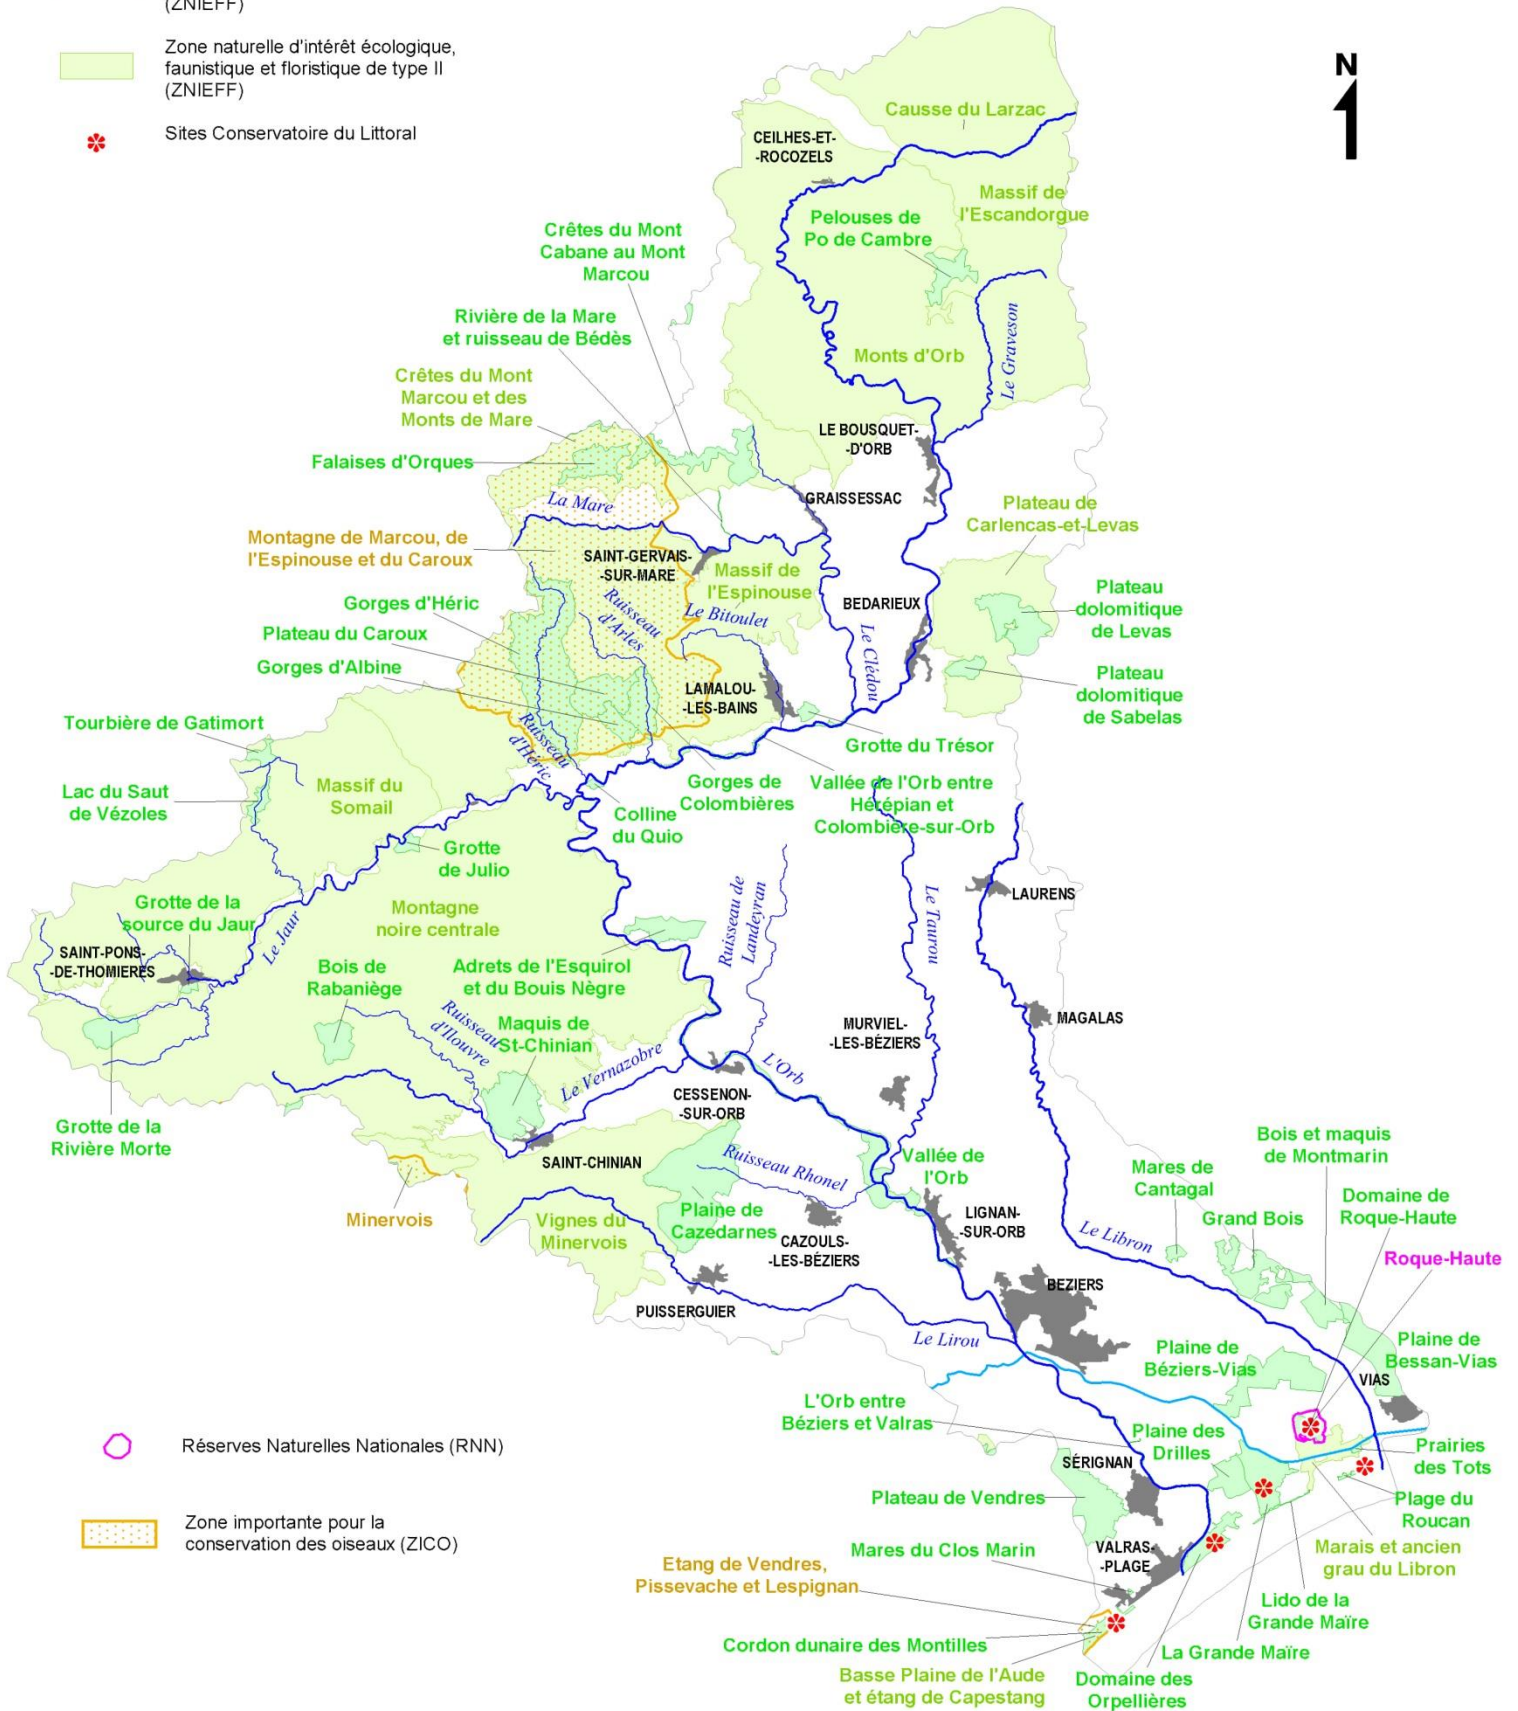 (ZNIEFF)
Zone naturelle d'intérêt écologique,
faunistique et floristique de type II
(ZNIEFF)
Sites Conservatoire du Littoral
N
Causse du Larzac
CEILHES-ET-
-ROCOZELS
Massif de
l'Escandorgue
Pelouses de
Po de Cambre
Crêtes du Mont
Cabane au Mont
Marcou
Rivière de la Mare
et ruisseau de Bédès
Le Graveson
Monts d'Orb
Crêtes du Mont
Marcou et des
Monts de Mare
LE BOUSQUET-
-D'ORB
Falaises d'Orques
GRAISSESSAC
La Mare
Plateau de
Carlencas-et-Levas
Montagne de Marcou, de
l'Espinouse et du Caroux
SAINT-GERVAIS-
-SUR-MARE
Massif de
l'Espinouse
Plateau
dolomitique
de Levas
Gorges d'Héric
Ruisseau
d'Arles
Le Bitoulet
BEDARIEUX
Plateau du Caroux
Le Clédou
Gorges d'Albine
LAMALOU-
-LES-BAINS
Plateau
dolomitique
de Sabelas
Tourbière de Gatimort
Ruisseau
d'Héric
Grotte du Trésor
Lac du Saut
de Vézoles
Massif du
Somail
Gorges de
Colombières
Vallée de l'Orb entre
Hérépian et
Colombière-sur-Orb
Colline
du Quio
Grotte
de Julio
Grotte de la
source du Jaur
Le Jaur
Montagne
noire centrale
Ruisseau de
Landeyran
Le Taurou
LAURENS
SAINT-PONS-
-DE-THOMIERES
Bois de
Rabaniège
Adrets de l'Esquirol
et du Bouis Nègre
Ruisseau
d'Ilouvre
Maquis de
St-Chinian
MURVIEL-
-LES-BÉZIERS
MAGALAS
Le Vernazobre
L'Orb
CESSENON-
-SUR-ORB
Grotte de la
Rivière Morte
SAINT-CHINIAN
Ruisseau Rhonel
Vallée de
l'Orb
Bois et maquis
de Montmarin
Mares de
Cantagal
Domaine de
Roque-Haute
Minervois
Vignes du
Minervois
Plaine de
Cazedarnes
CAZOULS-
-LES-BÉZIERS
LIGNAN-
-SUR-ORB
Le Libron
Grand Bois
Roque-Haute
PUISSERGUIER
BEZIERS
Le Lirou
Plaine de
Béziers-Vias
Plaine de
Bessan-Vias
VIAS
L'Orb entre
Béziers et Valras
Plaine des
Drilles
Réserves Naturelles Nationales (RNN)
SÉRIGNAN
Prairies
des Tots
Plateau de Vendres
Plage du
Roucan
Zone importante pour la
conservation des oiseaux (ZICO)
Mares du Clos Marin
VALRAS-
-PLAGE
Marais et ancien
grau du Libron
Etang de Vendres,
Pissevache et Lespignan
Lido de la
Grande Maïre
Cordon dunaire des Montilles
La Grande Maïre
Basse Plaine de l'Aude
et étang de Capestang
Domaine des
Orpellières